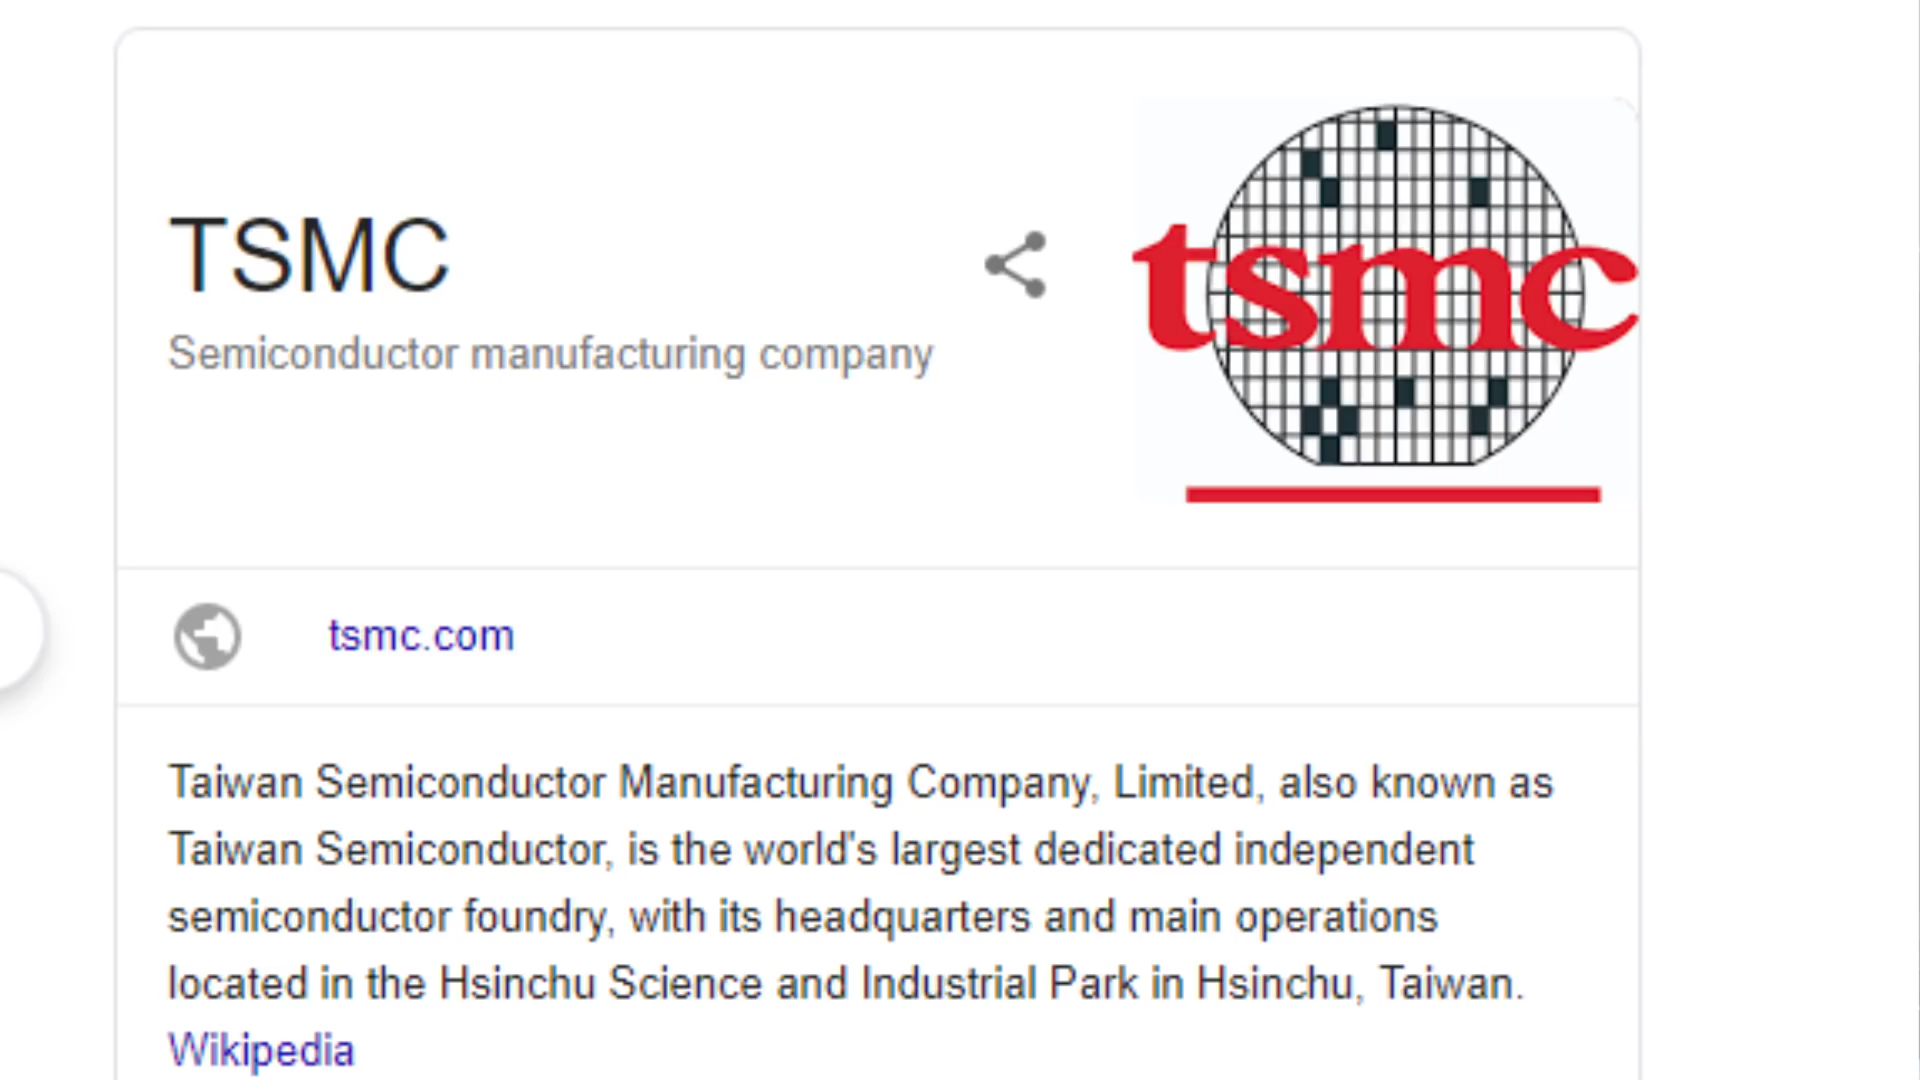 TSMC
Semiconductor manufacturing company
tsmc
tsmc.com
Taiwan Semiconductor Manufacturing Company, Limited, also known as
Taiwan Semiconductor, is the world's largest dedicated independent
semiconductor foundry, with its headquarters and main operations
located in the Hsinchu Science and Industrial Park in Hsinchu, Taiwan.
Wikipedia